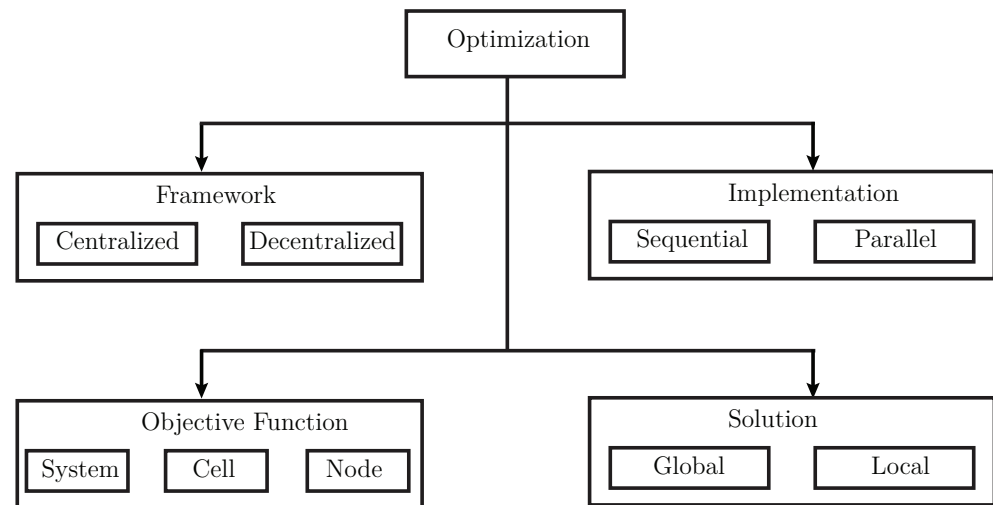 Optimization
Framework
Centralized
Decentralized
Implementation
Sequential
Parallel
Objective Function
System
Cell
Node
Solution
Global
Local